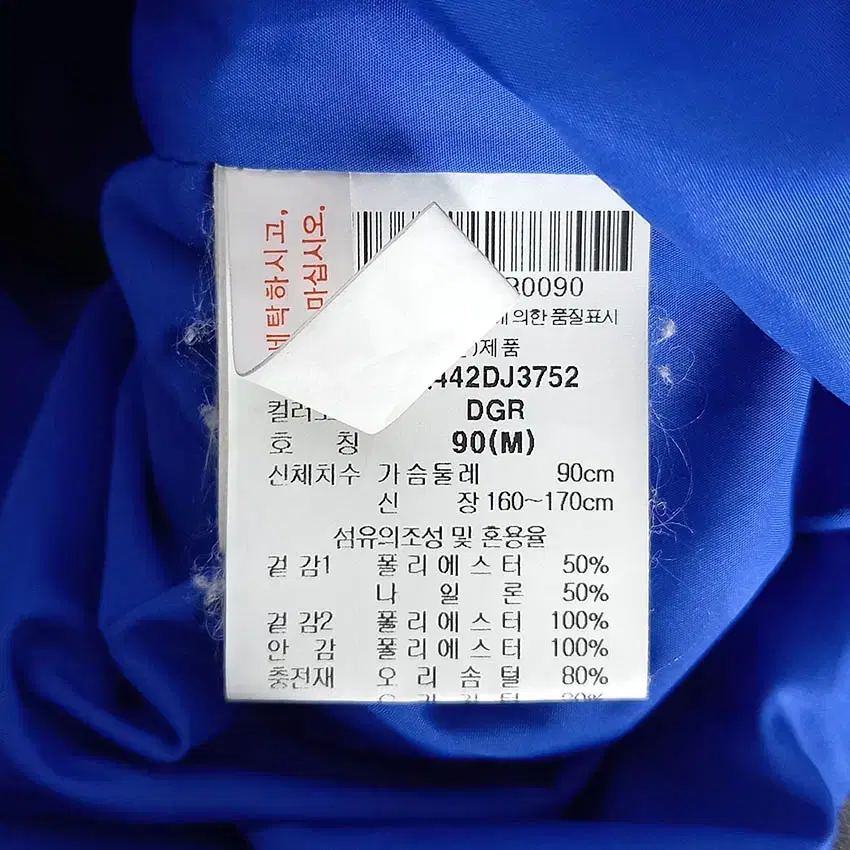 세탁하시고,
마십시오.
0090
의한 품질표시
제품
442DJ3752
컬러 DGR
호 칭 90(M)
신체치수 가슴둘레 90cm
신 장 160~170cm
섬유의조성 및 혼용율
겉 감1 폴리에스터 50%
나 일 론 50%
겉 감2 폴리에스터 100%
안 감 폴리에스터 100%
충전재 오 리 솜 털 80%